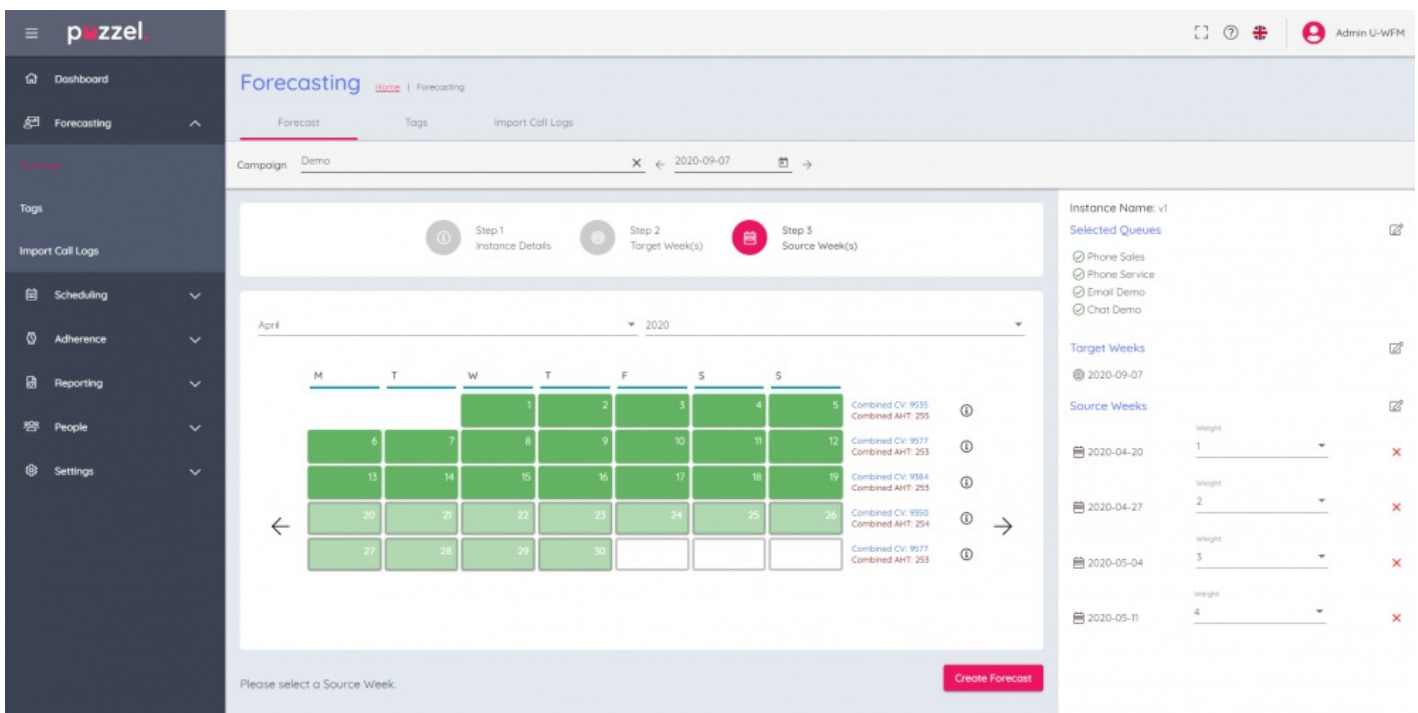 puzzel.
Admin U-WFM
Dashboard
Forecasting
Forecast
Tags
Import Call Logs
Scheduling
Adherence
Reporting
People
Settings
Forecasting Home | Forecasting
Forecast Tags Import Call Logs
Campaign Demo 2020-09-07
Step 1 Step 2 Step 3
Instance Details Target Week(s) Source Week(s)
April 2020
M T W T F S S
1 2 3 4 5 Combined CV: 9535
Combined AHT: 255
6 7 8 9 10 11 12 Combined CV: 9577
Combined AHT: 253
13 14 15 16 17 18 19 Combined CV: 9384
Combined AHT: 253
20 21 22 23 24 25 26 Combined CV: 9350
Combined AHT: 254
27 28 29 30 Combined CV: 9577
Combined AHT: 253
Please select a Source Week.
Create Forecast
Instance Name: v1
Selected Queues
Phone Sales
Phone Service
Email Demo
Chat Demo
Target Weeks
2020-09-07
Source Weeks
Weight
2020-04-20 1
Weight
2020-04-27 2
Weight
2020-05-04 3
Weight
2020-05-11 4